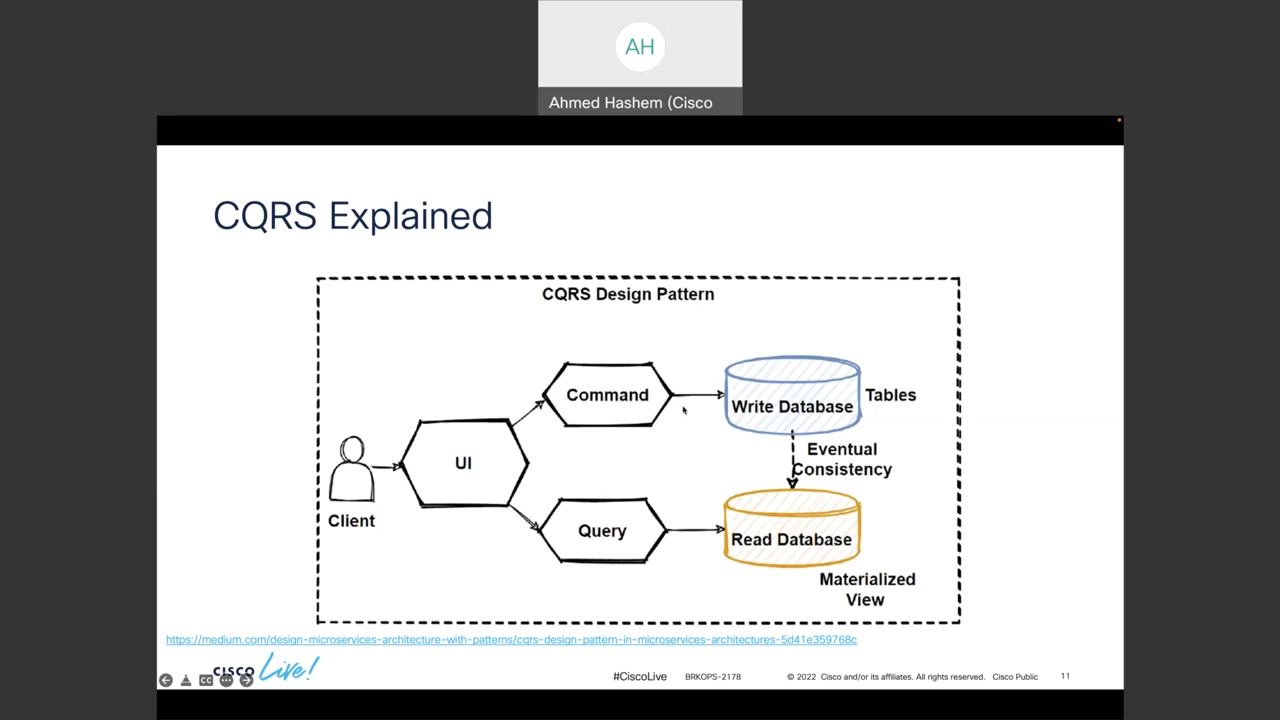 AH
Ahmed Hashem (Cisco
CQRS Explained
CQRS Design Pattern
Command
Write Database
Tables
Eventual
Consistency
UI
Client
Query
Read Database
Materialized
View
https://medium.com/design-microservices-architecture-with-patterns/cqrs-design-pattern-in-microservices-architectures-5d41e359768c
CISCO Live!
CC
#CiscoLive
BRKOPS-2178
© 2022 Cisco and/or its affiliates. All rights reserved. Cisco Public
11